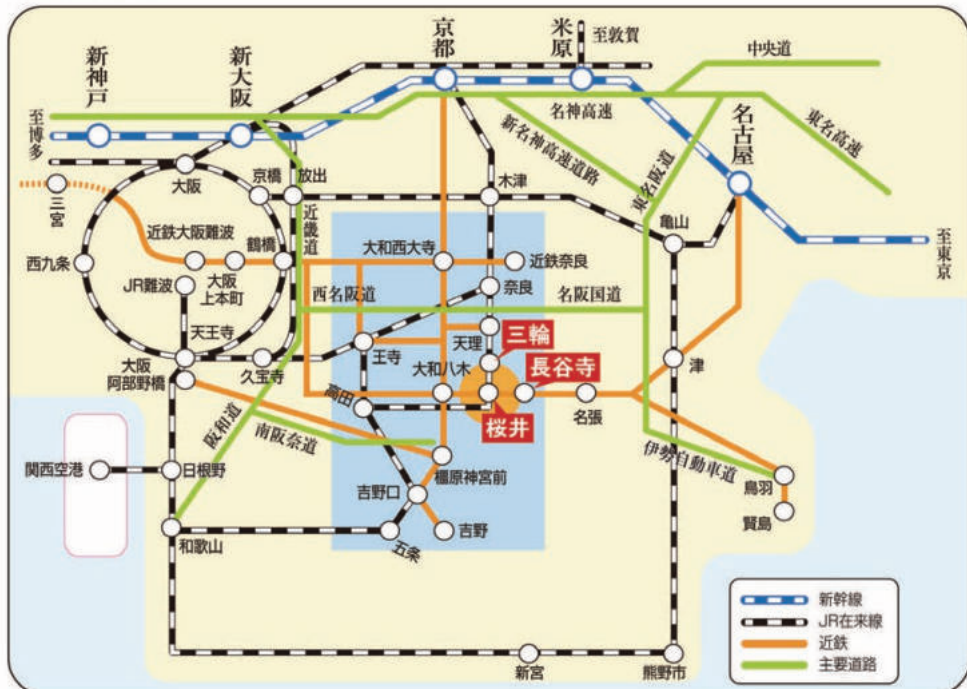 京都
米原
至敦賀
中央道
新大阪
新神戸
至博多
名神高速
新名神高速道路
東名阪道
名古屋
東名高速
大阪
京橋
放出
木津
亀山
三宮
近鉄大阪難波
鶴橋
近畿道
大和西大寺
近鉄奈良
至東京
西九条
JR難波
大阪
上本町
西名阪道
奈良
名阪国道
天王寺
王寺
天理
三輪
大阪
阿部野橋
久宝寺
大和八木
長谷寺
津
高田
桜井
名張
阪和道
南阪奈道
伊勢自動車道
関西空港
日根野
橿原神宮前
鳥羽
吉野口
賢島
和歌山
五条
吉野
新宮
熊野市
新幹線
JR在来線
近鉄
主要道路